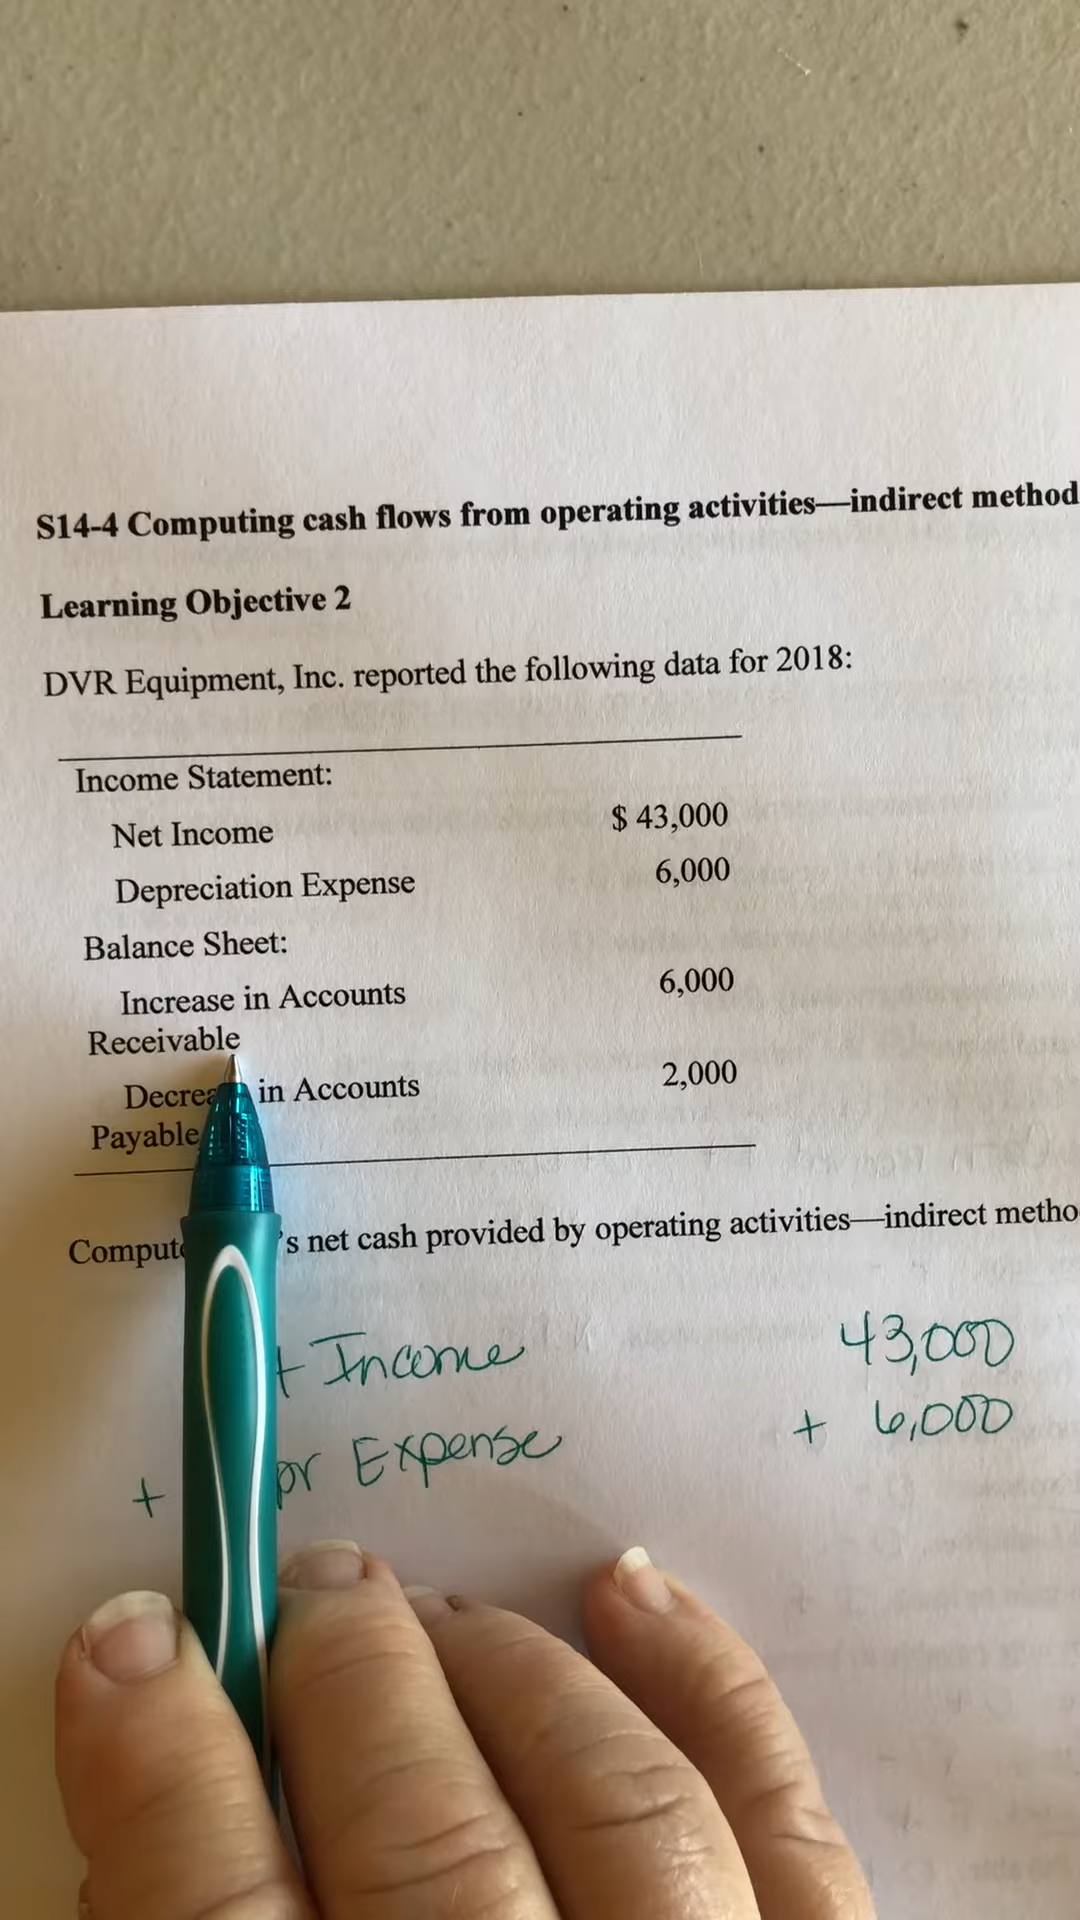 S14-4 Computing cash flows from operating activities—indirect method
Learning Objective 2
DVR Equipment, Inc. reported the following data for 2018:
Income Statement:
Net Income $ 43,000
Depreciation Expense 6,000
Balance Sheet:
Increase in Accounts 6,000
Receivable
in Accounts 2,000
Payable
's net cash provided by operating activities—indirect metho
Income 43,000
+ Expense + 6,000